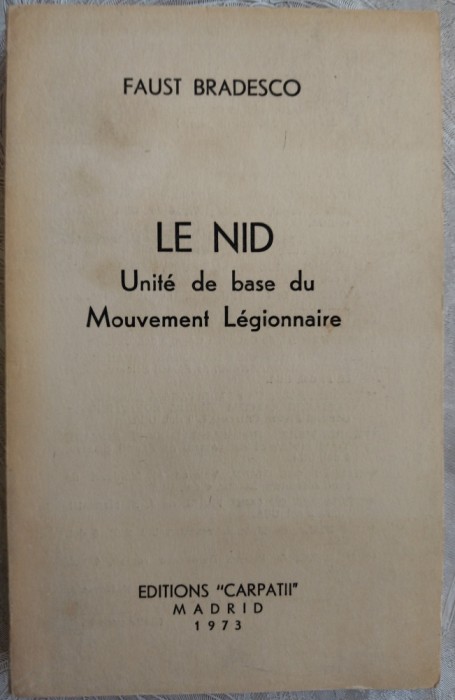 FAUST BRADESCO
LE NID
Unité de base du
Mouvement Légionnaire
EDITIONS "CARPATII"
MADRID
1973